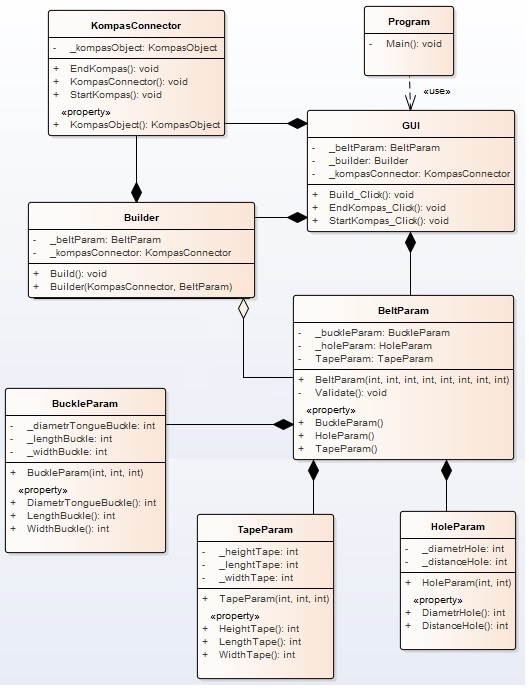 KompasConnector
- _kompasObject: KompasObject
+ EndKompas(): void
+ KompasConnector(): void
+ StartKompas(): void
«property»
+ KompasObject(): KompasObject
Program
- Main(): void
«use»
GUI
- _beltParam: BeltParam
- _builder: Builder
- _kompasConnector: KompasConnector
+ Build_Click(): void
+ EndKompas_Click(): void
+ StartKompas_Click(): void
Builder
- _beltParam: BeltParam
- _kompasConnector: KompasConnector
+ Build(): void
+ Builder(KompasConnector, BeltParam)
BeltParam
- _buckleParam: BuckleParam
- _holeParam: HoleParam
- TapeParam: TapeParam
+ BeltParam(int, int, int, int, int, int, int, int)
- Validate(): void
«property»
+ BuckleParam()
+ HoleParam()
+ TapeParam()
BuckleParam
- _diametrTongueBuckle: int
- _lengthBuckle: int
- _widthBuckle: int
+ BuckleParam(int, int, int)
«property»
+ DiametrTongueBuckle(): int
+ LengthBuckle(): int
+ WidthBuckle(): int
TapeParam
- _heightTape: int
- _lenghtTape: int
- _widthTape: int
+ TapeParam(int, int, int)
«property»
+ HeightTape(): int
+ LengthTape(): int
+ WidthTape(): int
HoleParam
- _diametrHole: int
- _distanceHole: int
+ HoleParam(int, int)
«property»
+ DiametrHole(): int
+ DistanceHole(): int